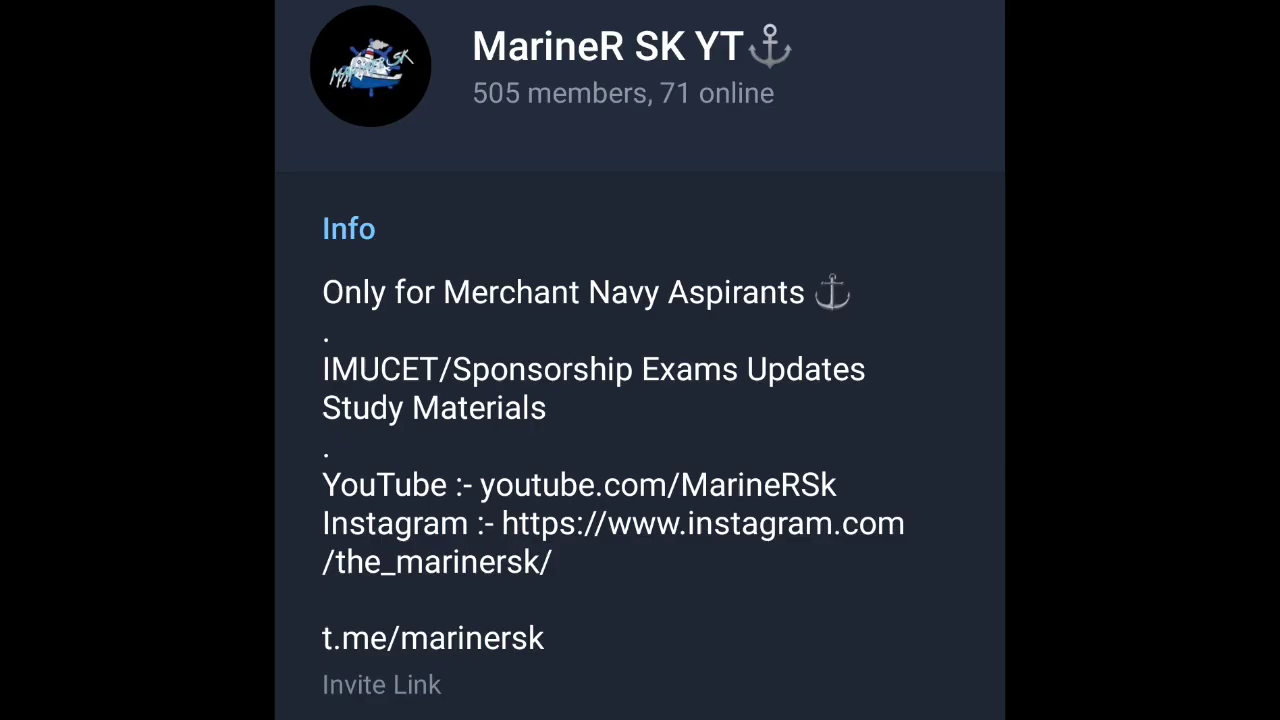 MarineR SK YT⚓
505 members, 71 online
Info
Only for Merchant Navy Aspirants ⚓
.
IMUCET/Sponsorship Exams Updates
Study Materials
.
YouTube :- youtube.com/MarineRSk
Instagram :- https://www.instagram.com
/the_marinersk/
t.me/marinersk
Invite Link